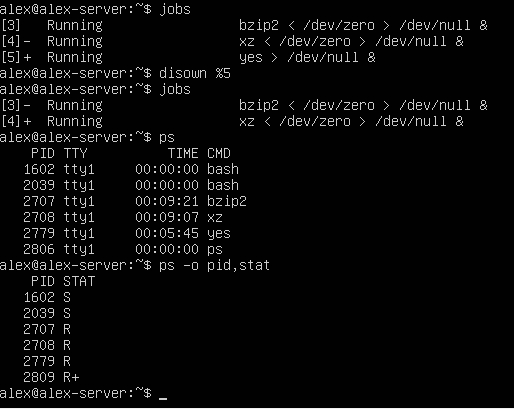 alex@alex-server:~$ jobs
[3]   Running                 bzip2 < /dev/zero > /dev/null &
[4]-  Running                 xz < /dev/zero > /dev/null &
[5]+  Running                 yes > /dev/null &
alex@alex-server:~$ disown %5
alex@alex-server:~$ jobs
[3]-  Running                 bzip2 < /dev/zero > /dev/null &
[4]+  Running                 xz < /dev/zero > /dev/null &
alex@alex-server:~$ ps
    PID TTY          TIME CMD
   1602 tty1     00:00:00 bash
   2039 tty1     00:00:00 bash
   2707 tty1     00:09:21 bzip2
   2708 tty1     00:09:07 xz
   2779 tty1     00:05:45 yes
   2806 tty1     00:00:00 ps
alex@alex-server:~$ ps -o pid,stat
    PID STAT
   1602 S
   2039 S
   2707 R
   2708 R
   2779 R
   2809 R+
alex@alex-server:~$ _